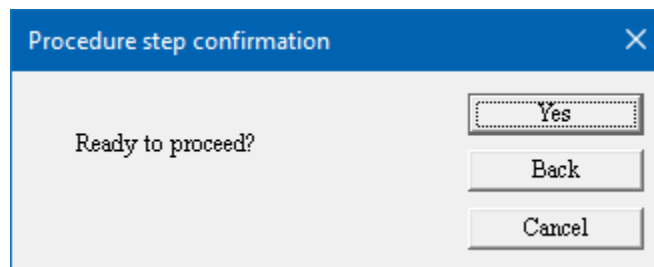 Procedure step confirmation
Ready to proceed?
Yes
Back
Cancel